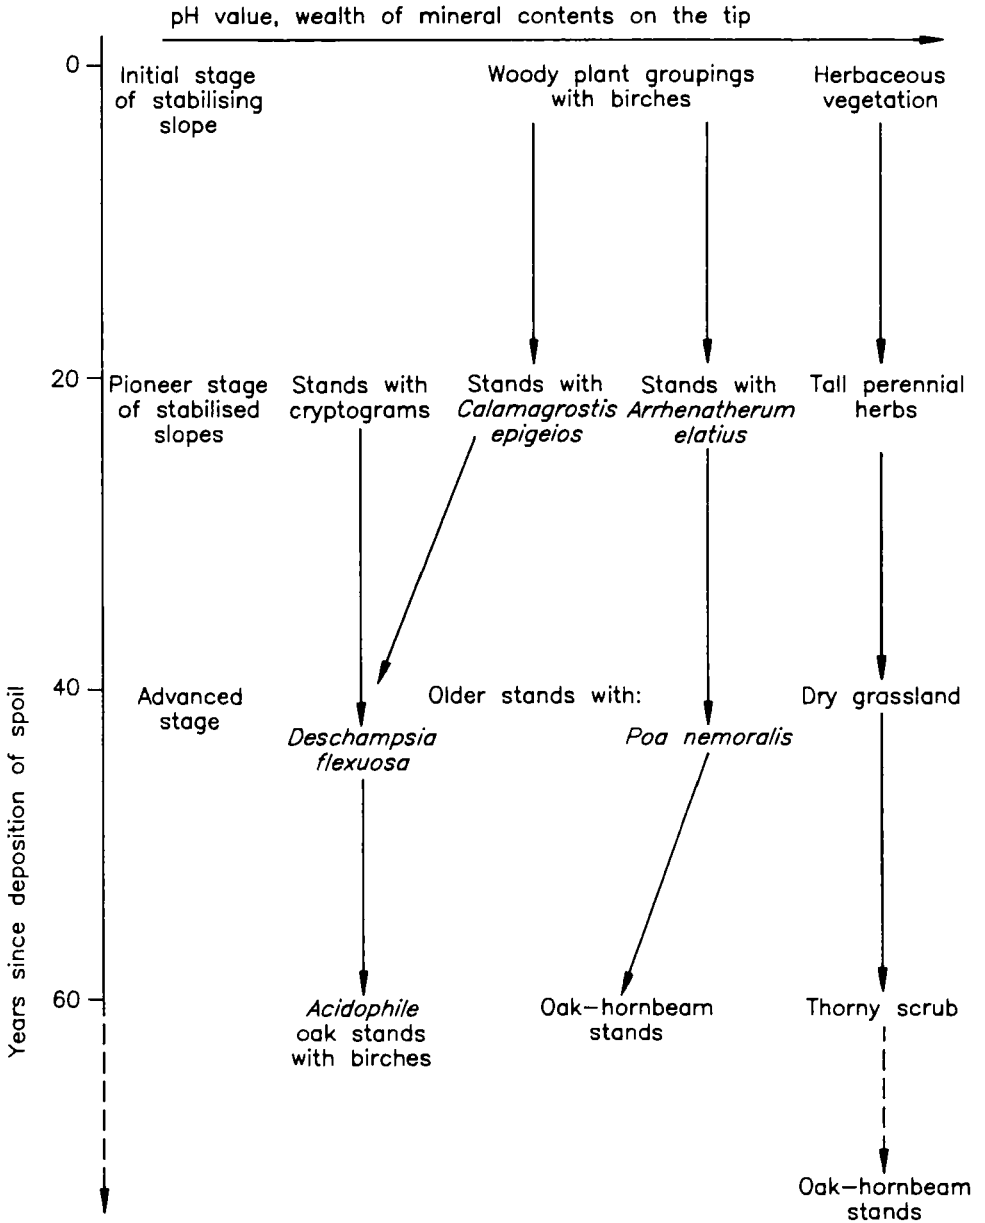 pH value, wealth of mineral contents on the tip
0
Initial stage
of stabilising
slope
Woody plant groupings
with birches
Herbaceous
vegetation
20
Pioneer stage
of stabilised
slopes
Stands with
cryptograms
Stands with
Calamagrostis
epigeios
Stands with
Arrhenatherum
elatius
Tall perennial
herbs
40
Advanced
stage
Older stands with:
Deschampsia
flexuosa
Poa nemoralis
Dry grassland
60
Acidophile
oak stands
with birches
Oak-hornbeam
stands
Thorny scrub
Oak-hornbeam
stands
Years since deposition of spoil